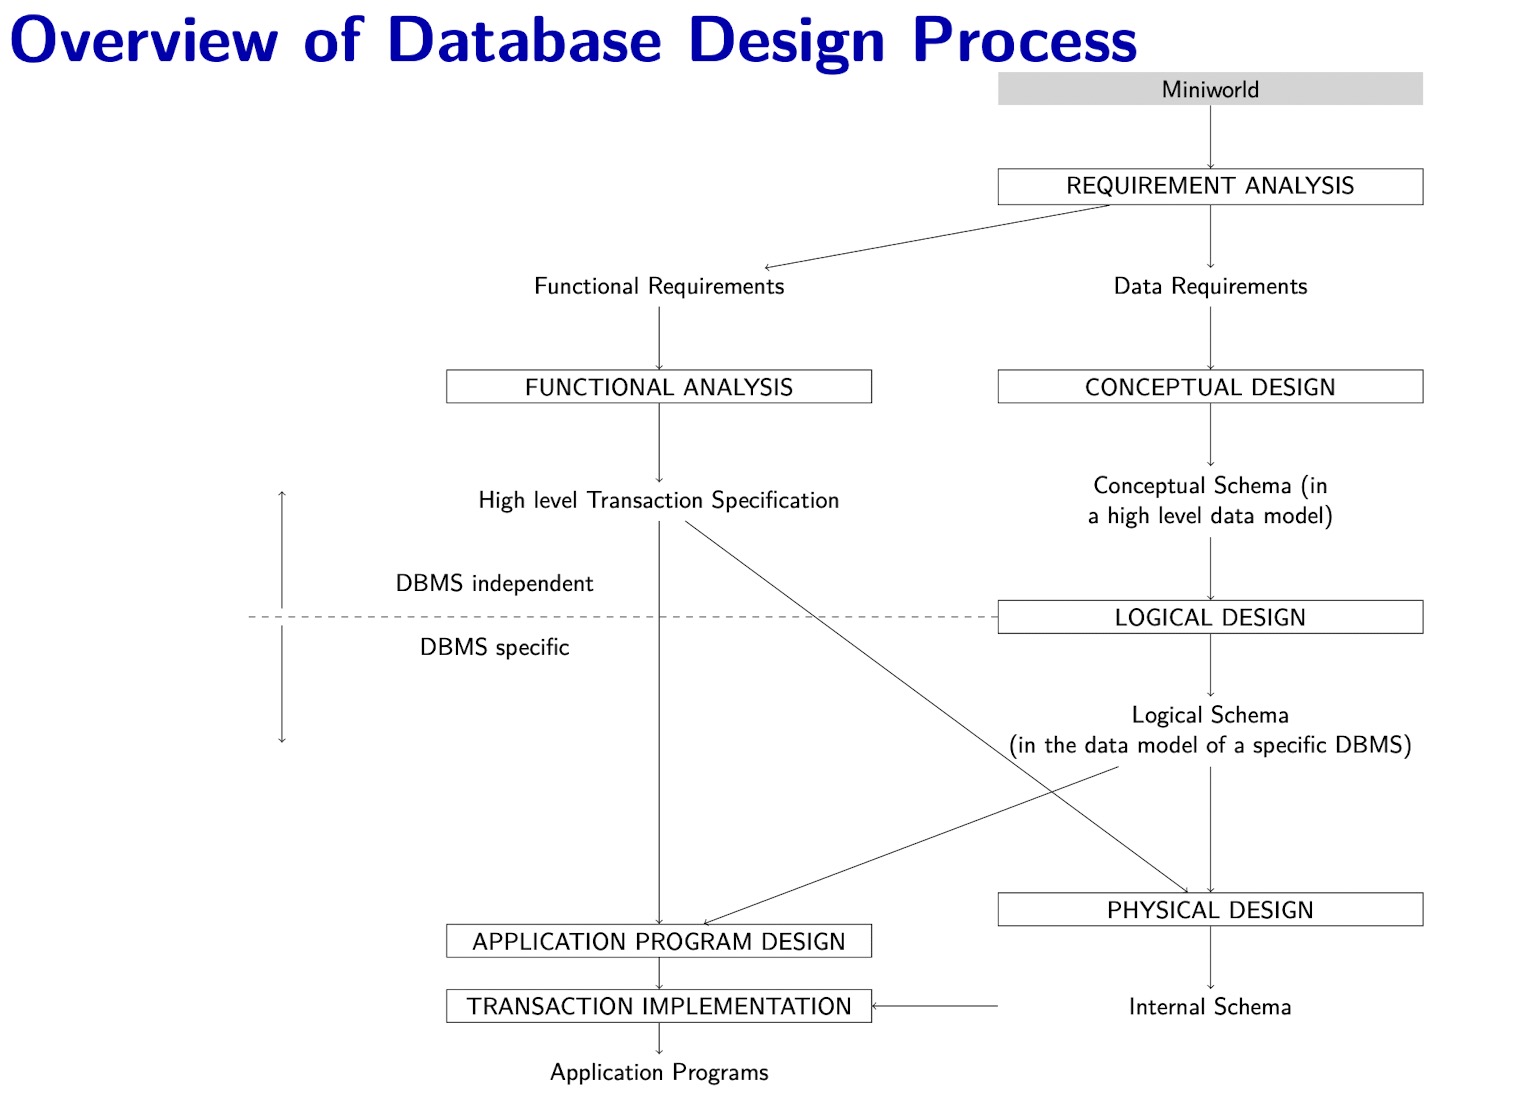 Overview of Database Design Process
Miniworld
REQUIREMENT ANALYSIS
Functional Requirements
Data Requirements
FUNCTIONAL ANALYSIS
CONCEPTUAL DESIGN
High level Transaction Specification
Conceptual Schema (in
a high level data model)
DBMS independent
LOGICAL DESIGN
DBMS specific
Logical Schema
(in the data model of a specific DBMS)
PHYSICAL DESIGN
APPLICATION PROGRAM DESIGN
TRANSACTION IMPLEMENTATION
Internal Schema
Application Programs